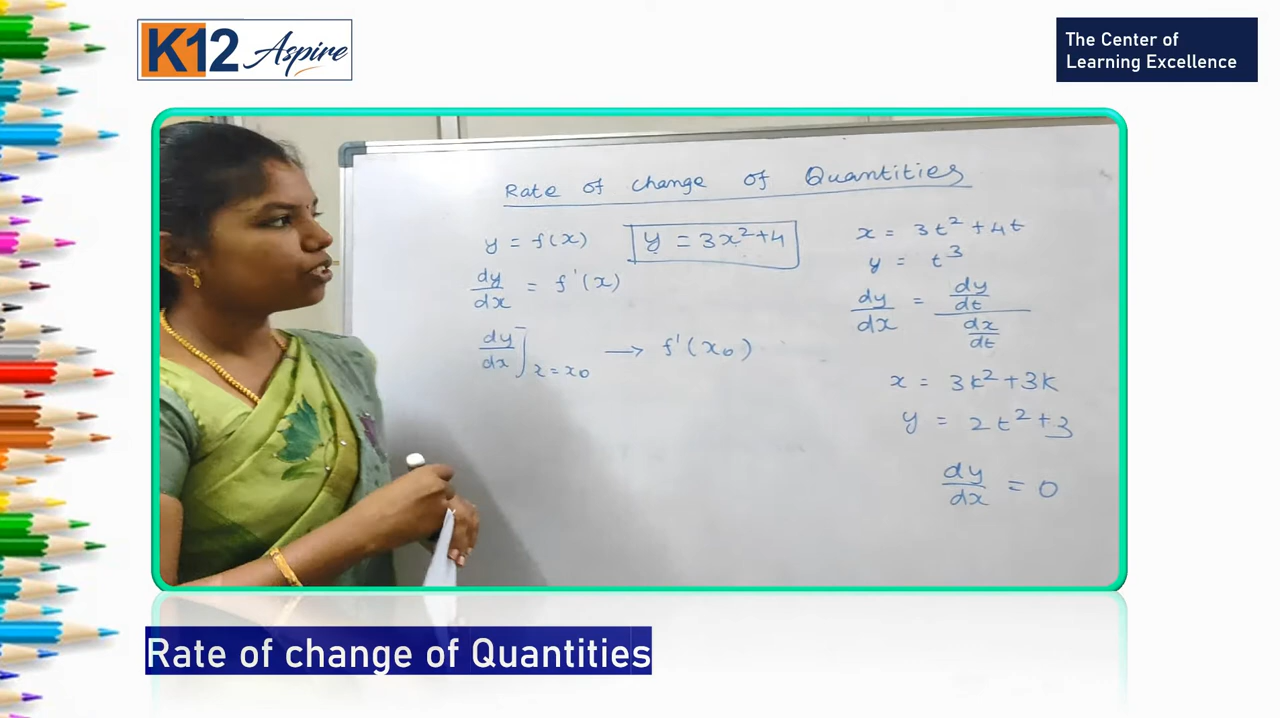 K12 Aspire
The Center of
Learning Excellence
Rate of change of Quantities
y = f(x)
y = 3x²+4
dy/dx = f'(x)
dy/dx]x=x₀ → f'(x₀)
x = 3t²+4t
y = t³
dy/dx = dy/dt / dx/dt
x = 3k²+3k
y = 2t²+3
dy/dx = 0
Rate of change of Quantities